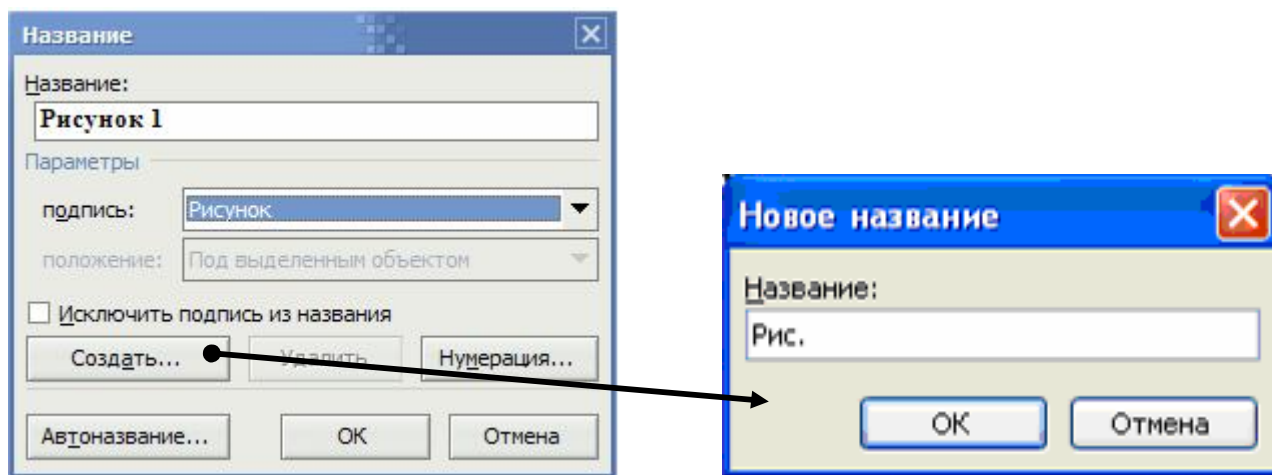 Название
Название:
Рисунок 1
Параметры
подпись: Рисунок
положение: Под выделенным объектом
Исключить подпись из названия
Создать... Удалить Нумерация...
Автоназвание... ОК Отмена
Новое название
Название:
Рис.
ОК Отмена